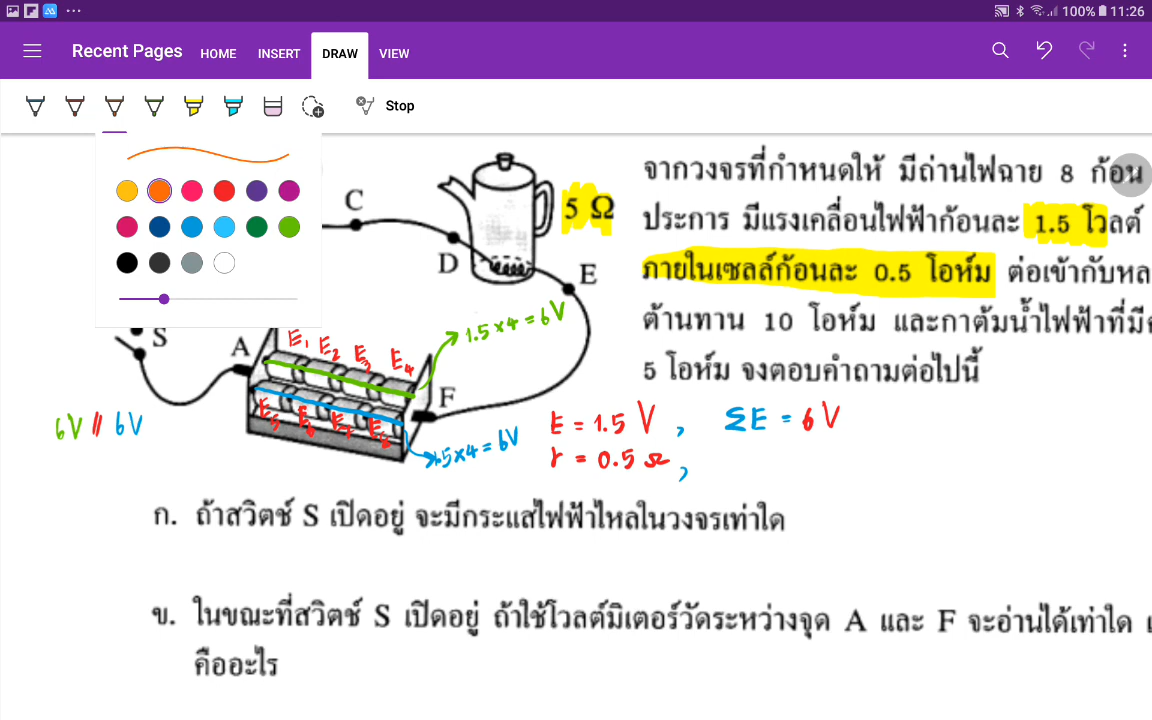 100% 11:26
Recent Pages HOME INSERT DRAW VIEW
Stop
จากวงจรที่กำหนดให้ มีถ่านไฟฉาย 8 ก้อน
C
5 Ω
ประการ มีแรงเคลื่อนไฟฟ้าก้อนละ 1.5 โวลต์
D
E
ภายในเซลล์ก้อนละ 0.5 โอห์ม ต่อเข้ากับหล
1.5×4 = 6V
ต้านทาน 10 โอห์ม และกาต้มน้ำไฟฟ้าที่มี
S
A
E1 E2 E3 E4
5 โอห์ม จงตอบคำถามต่อไปนี้
F
6V // 6V
E5 E6 E7 E8
.5×4 = 6V
E = 1.5 V , ΣE = 6V
r = 0.5 Ω ,
ก. ถ้าสวิตช์ S เปิดอยู่ จะมีกระแสไฟฟ้าไหลในวงจรเท่าใด
ข. ในขณะที่สวิตช์ S เปิดอยู่ ถ้าใช้โวลต์มิเตอร์วัดระหว่างจุด A และ F จะอ่านได้เท่าใด
คืออะไร